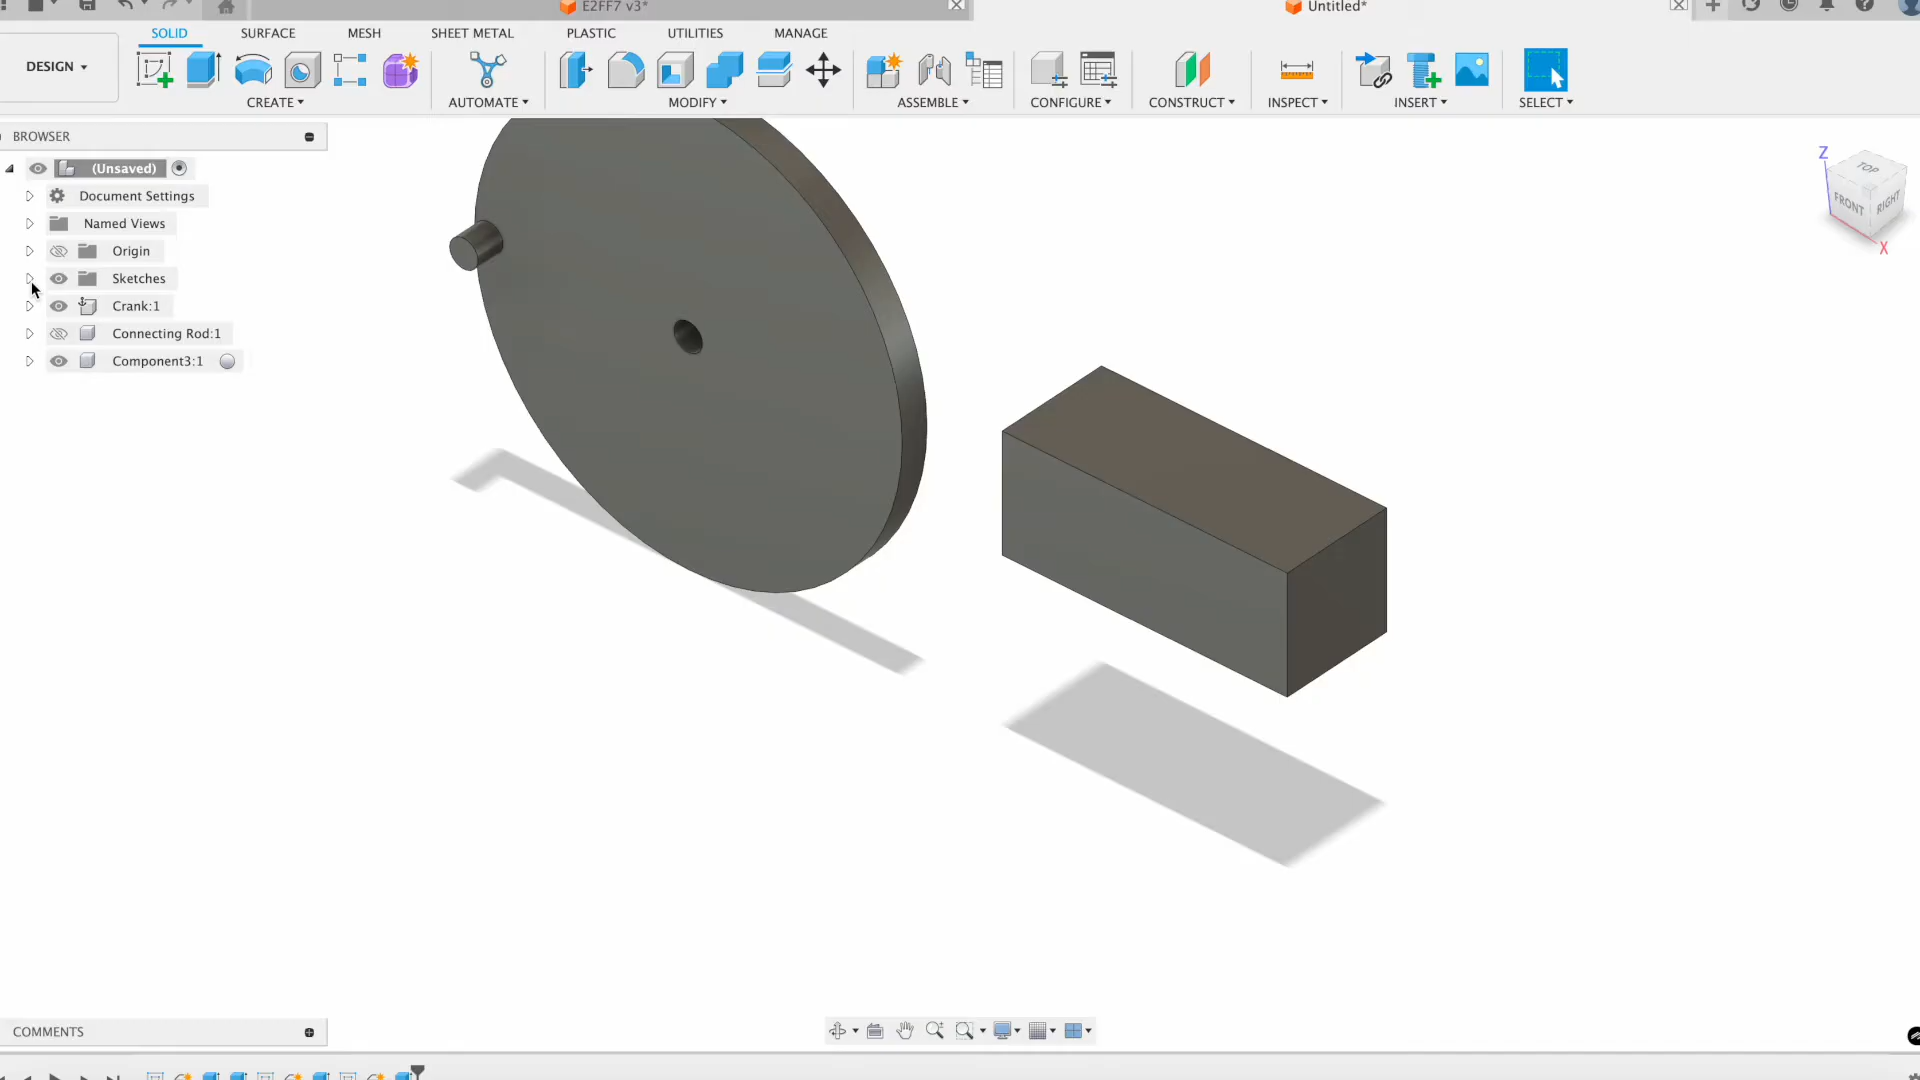 E2FF7 v3*
Untitled*
DESIGN
SOLID
SURFACE
MESH
SHEET METAL
PLASTIC
UTILITIES
MANAGE
CREATE
AUTOMATE
MODIFY
ASSEMBLE
CONFIGURE
CONSTRUCT
INSPECT
INSERT
SELECT
BROWSER
(Unsaved)
Document Settings
Named Views
Origin
Sketches
Crank:1
Connecting Rod:1
Component3:1
Z
TOP
FRONT
RIGHT
X
COMMENTS